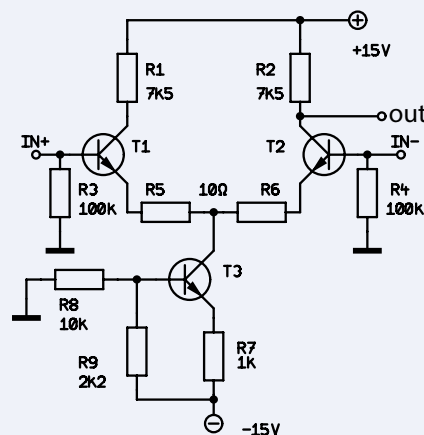 +15V
R1
7K5
R2
7K5
out
IN+
T1
T2
IN-
R3
100K
R5
10Ω
R6
R4
100K
T3
R8
10K
R9
2K2
R7
1K
-15V